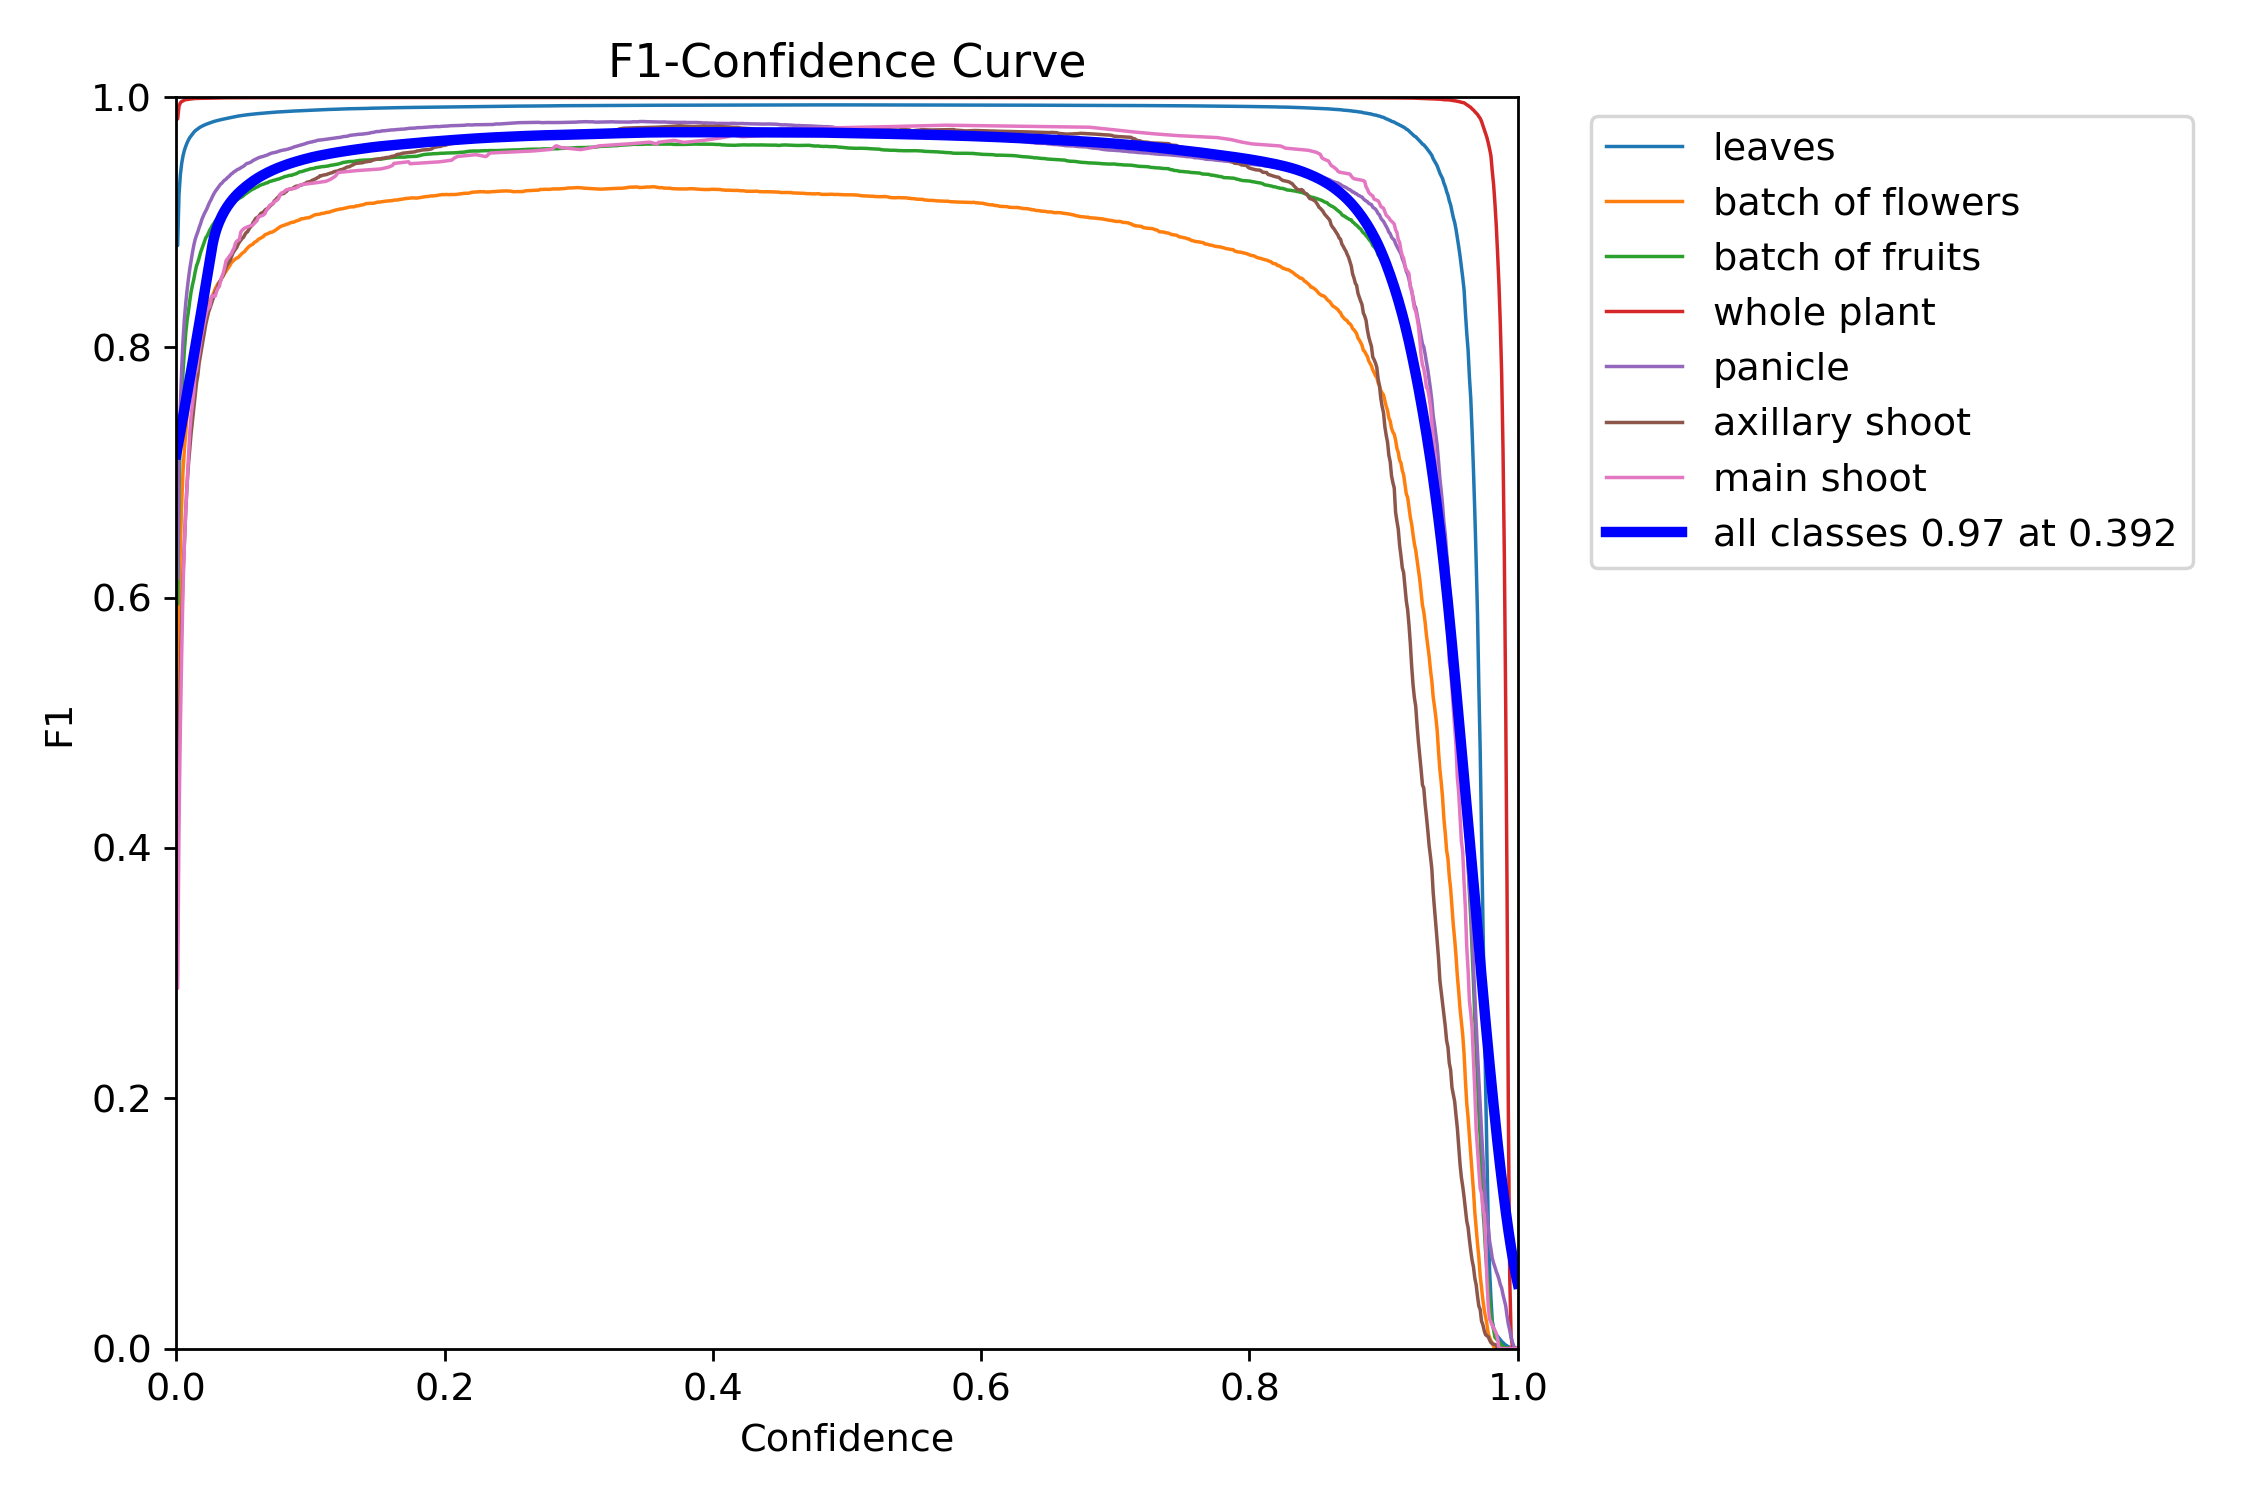 F1-Confidence Curve
1.0
0.8
0.6
0.4
0.2
0.0
F1
0.0 0.2 0.4 0.6 0.8 1.0
Confidence
leaves
batch of flowers
batch of fruits
whole plant
panicle
axillary shoot
main shoot
all classes 0.97 at 0.392